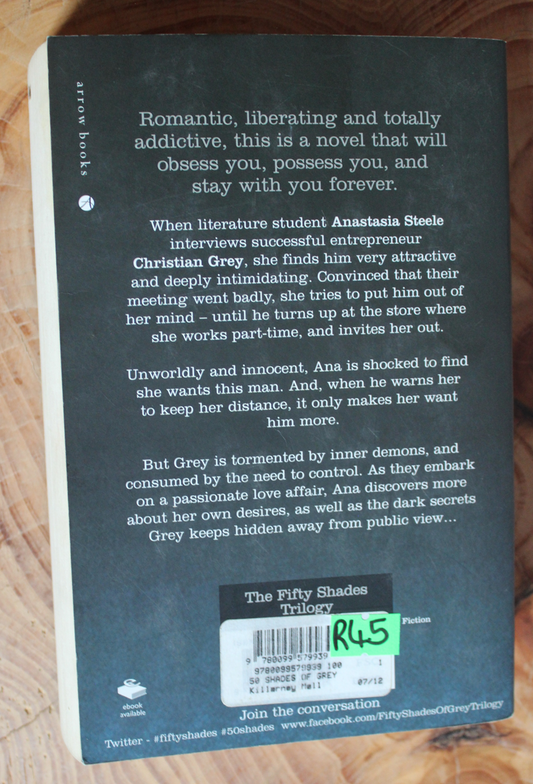 arrow books
Romantic, liberating and totally
addictive, this is a novel that will
obsess you, possess you, and
stay with you forever.
When literature student Anastasia Steele
interviews successful entrepreneur
Christian Grey, she finds him very attractive
and deeply intimidating. Convinced that their
meeting went badly, she tries to put him out of
her mind – until he turns up at the store where
she works part-time, and invites her out.
Unworldly and innocent, Ana is shocked to find
she wants this man. And, when he warns her
to keep her distance, it only makes her want
him more.
But Grey is tormented by inner demons, and
consumed by the need to control. As they embark
on a passionate love affair, Ana discovers more
about her own desires, as well as the dark secrets
Grey keeps hidden away from public view...
The Fifty Shades
Trilogy
Fiction
R45
9 780099 579939
9780099579939 100 1
50 SHADES OF GREY
Killarney Mall 07/12
ebook
available
Join the conversation
Twitter - #fiftyshades #50shades www.facebook.com/FiftyShadesOfGreyTrilogy